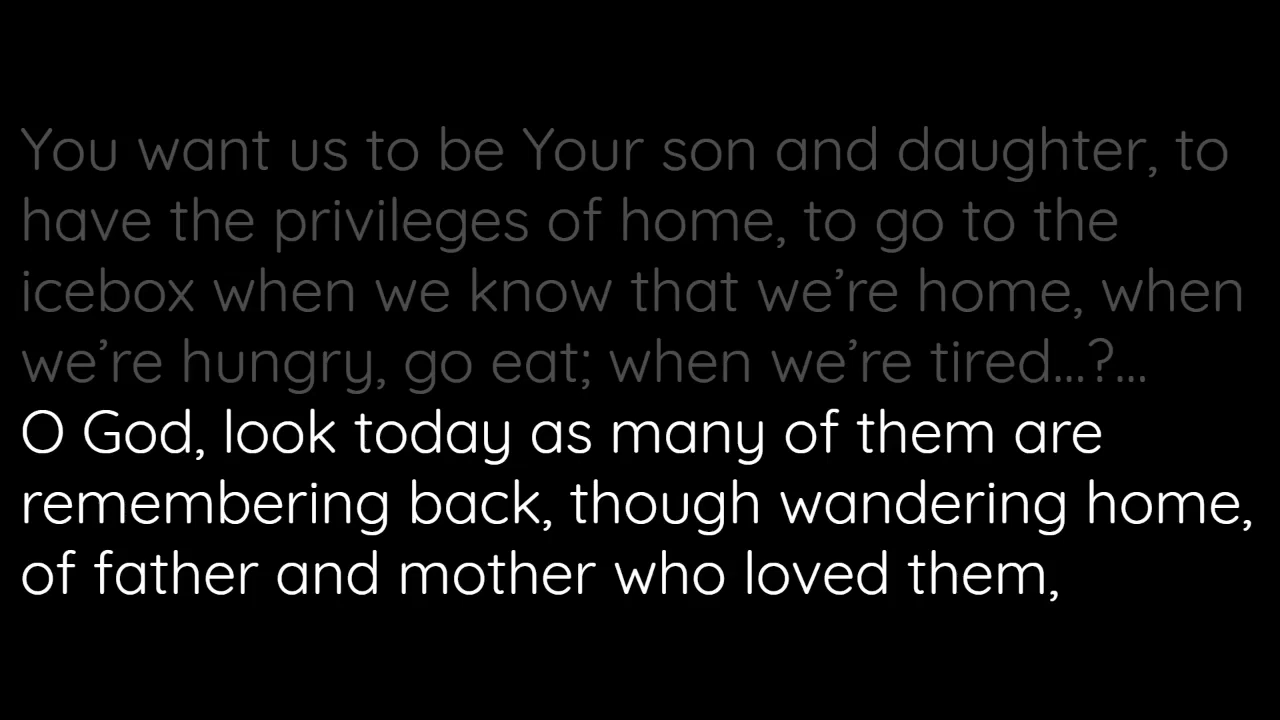 You want us to be Your son and daughter, to
have the privileges of home, to go to the
icebox when we know that we’re home, when
we’re hungry, go eat; when we’re tired...?...
O God, look today as many of them are
remembering back, though wandering home,
of father and mother who loved them,